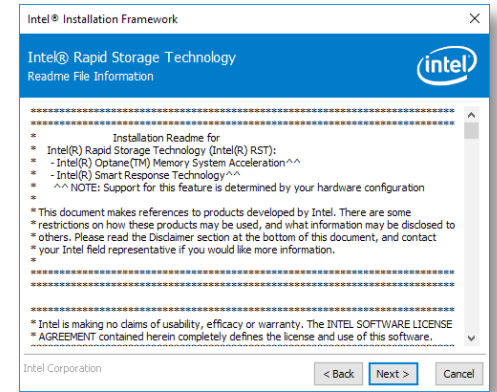 Intel® Installation Framework
Intel® Rapid Storage Technology
Readme File Information
intel
********************************************************************************
********************************************************************************
* Installation Readme for
* Intel(R) Rapid Storage Technology (Intel(R) RST):
* - Intel(R) Optane(TM) Memory System Acceleration^^
* - Intel(R) Smart Response Technology^^
* ^^ NOTE: Support for this feature is determined by your hardware configuration
*
* This document makes references to products developed by Intel. There are some
* restrictions on how these products may be used, and what information may be disclosed to
* others. Please read the Disclaimer section at the bottom of this document, and contact
* your Intel field representative if you would like more information.
*
********************************************************************************
********************************************************************************
********************************************************************************
* Intel is making no claims of usability, efficacy or warranty. The INTEL SOFTWARE LICENSE
* AGREEMENT contained herein completely defines the license and use of this software.
********************************************************************************
Intel Corporation
< Back
Next >
Cancel